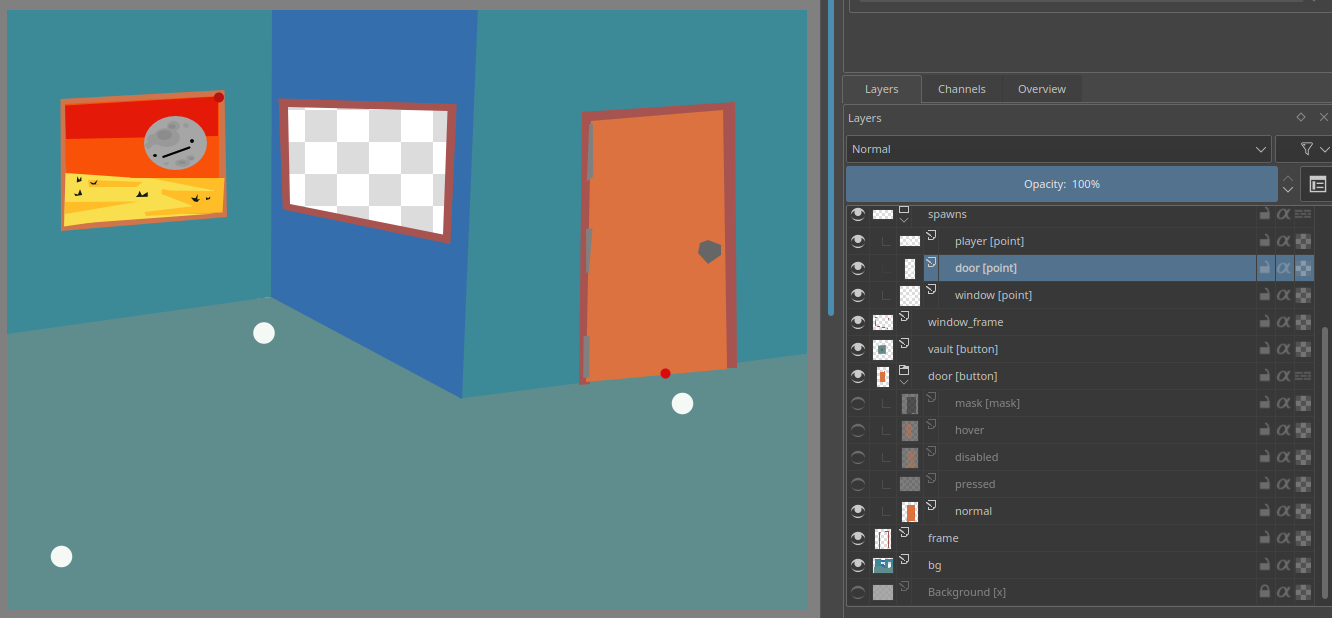 Layers
Channels
Overview
Layers
Normal
Opacity: 100%
spawns
player [point]
door [point]
window [point]
window_frame
vault [button]
door [button]
mask [mask]
hover
disabled
pressed
normal
frame
bg
Background [x]